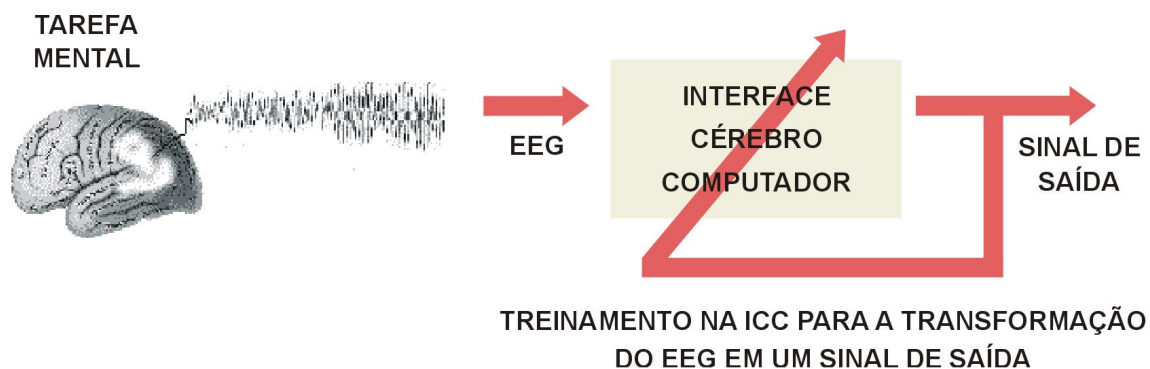 TAREFA
MENTAL
EEG
INTERFACE
CÉREBRO
COMPUTADOR
SINAL DE
SAÍDA
TREINAMENTO NA ICC PARA A TRANSFORMAÇÃO
DO EEG EM UM SINAL DE SAÍDA